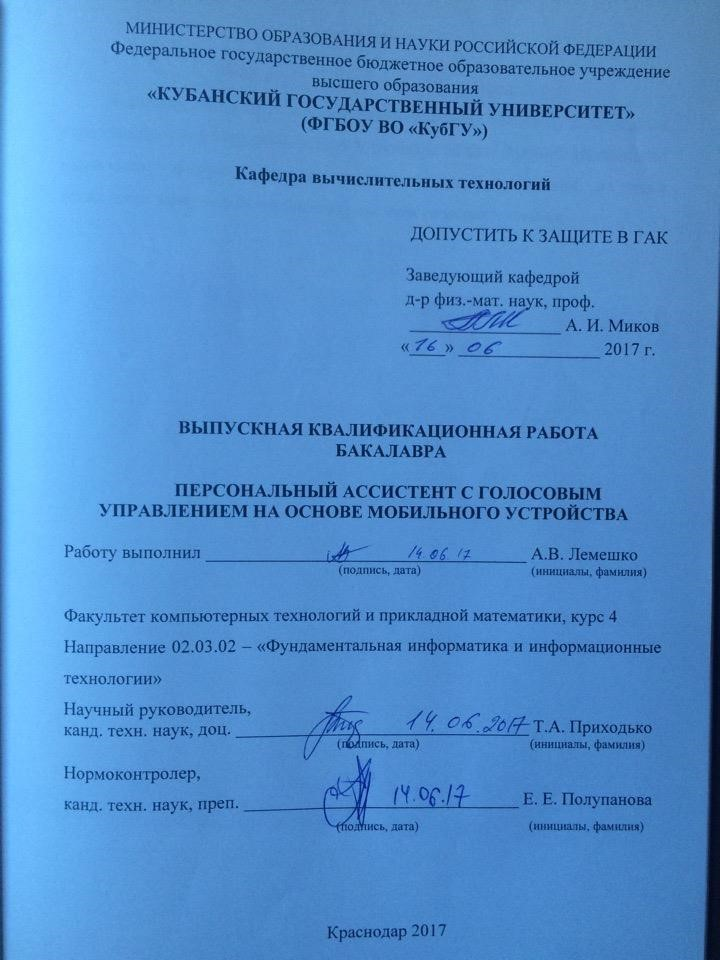 МИНИСТЕРСТВО ОБРАЗОВАНИЯ И НАУКИ РОССИЙСКОЙ ФЕДЕРАЦИИ
Федеральное государственное бюджетное образовательное учреждение
высшего образования
«КУБАНСКИЙ ГОСУДАРСТВЕННЫЙ УНИВЕРСИТЕТ»
(ФГБОУ ВО «КубГУ»)
Кафедра вычислительных технологий
ДОПУСТИТЬ К ЗАЩИТЕ В ГАК
Заведующий кафедрой
д-р физ.-мат. наук, проф.
А. И. Миков
«16» 06 2017 г.
ВЫПУСКНАЯ КВАЛИФИКАЦИОННАЯ РАБОТА
БАКАЛАВРА
ПЕРСОНАЛЬНЫЙ АССИСТЕНТ С ГОЛОСОВЫМ
УПРАВЛЕНИЕМ НА ОСНОВЕ МОБИЛЬНОГО УСТРОЙСТВА
Работу выполнил 14.06.17 А.В. Лемешко
(подпись, дата) (инициалы, фамилия)
Факультет компьютерных технологий и прикладной математики, курс 4
Направление 02.03.02 – «Фундаментальная информатика и информационные
технологии»
Научный руководитель,
канд. техн. наук, доц. 14.06.2017 Т.А. Приходько
(подпись, дата) (инициалы, фамилия)
Нормоконтролер,
канд. техн. наук, преп. 14.06.17 Е. Е. Полупанова
(подпись, дата) (инициалы, фамилия)
Краснодар 2017